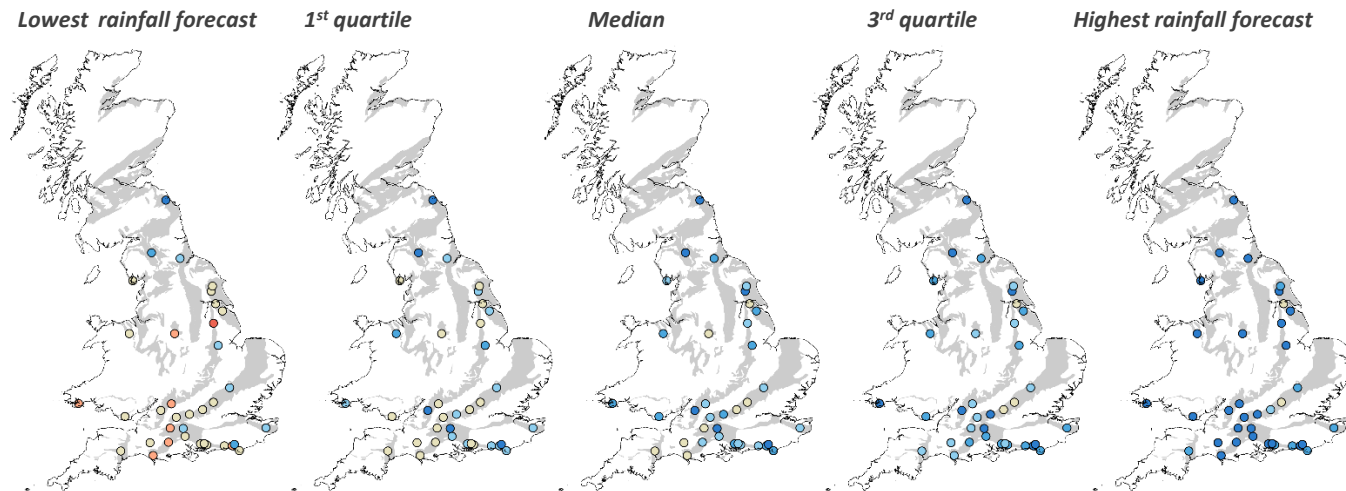 Lowest rainfall forecast
1st quartile
Median
3rd quartile
Highest rainfall forecast